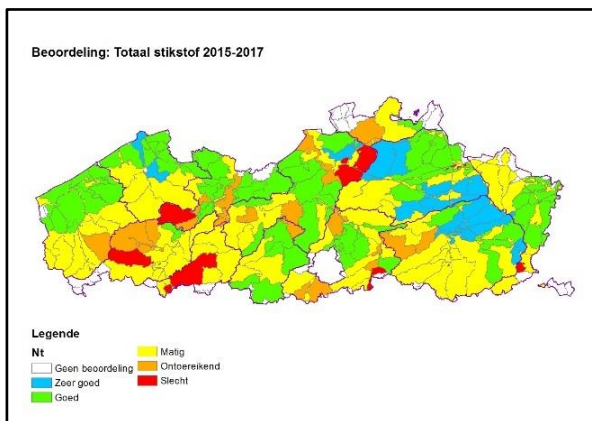 Beoordeling: Totaal stikstof 2015-2017
Legende
Nt
Geen beoordeling
Zeer goed
Goed
Matig
Ontoereikend
Slecht